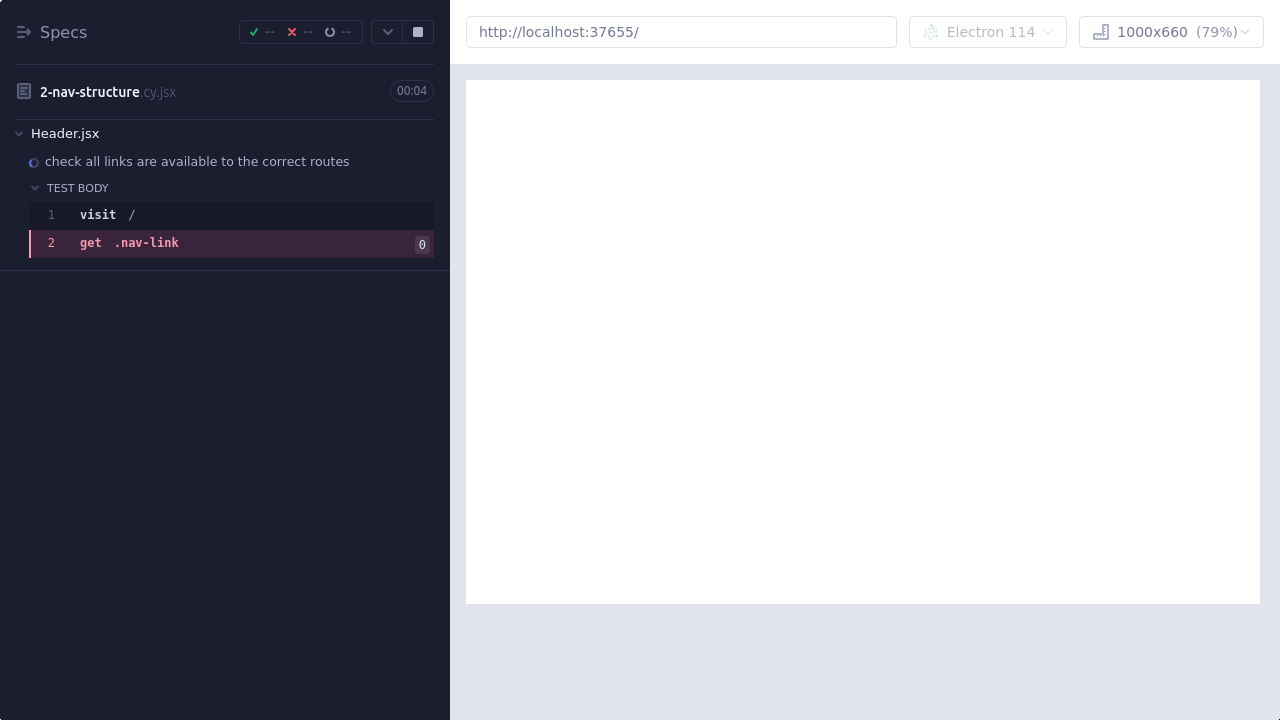 Specs
--
--
--
http://localhost:37655/
Electron 114
1000x660 (79%)
2-nav-structure.cy.jsx
00:04
Header.jsx
check all links are available to the correct routes
TEST BODY
1 visit /
2 get .nav-link 0